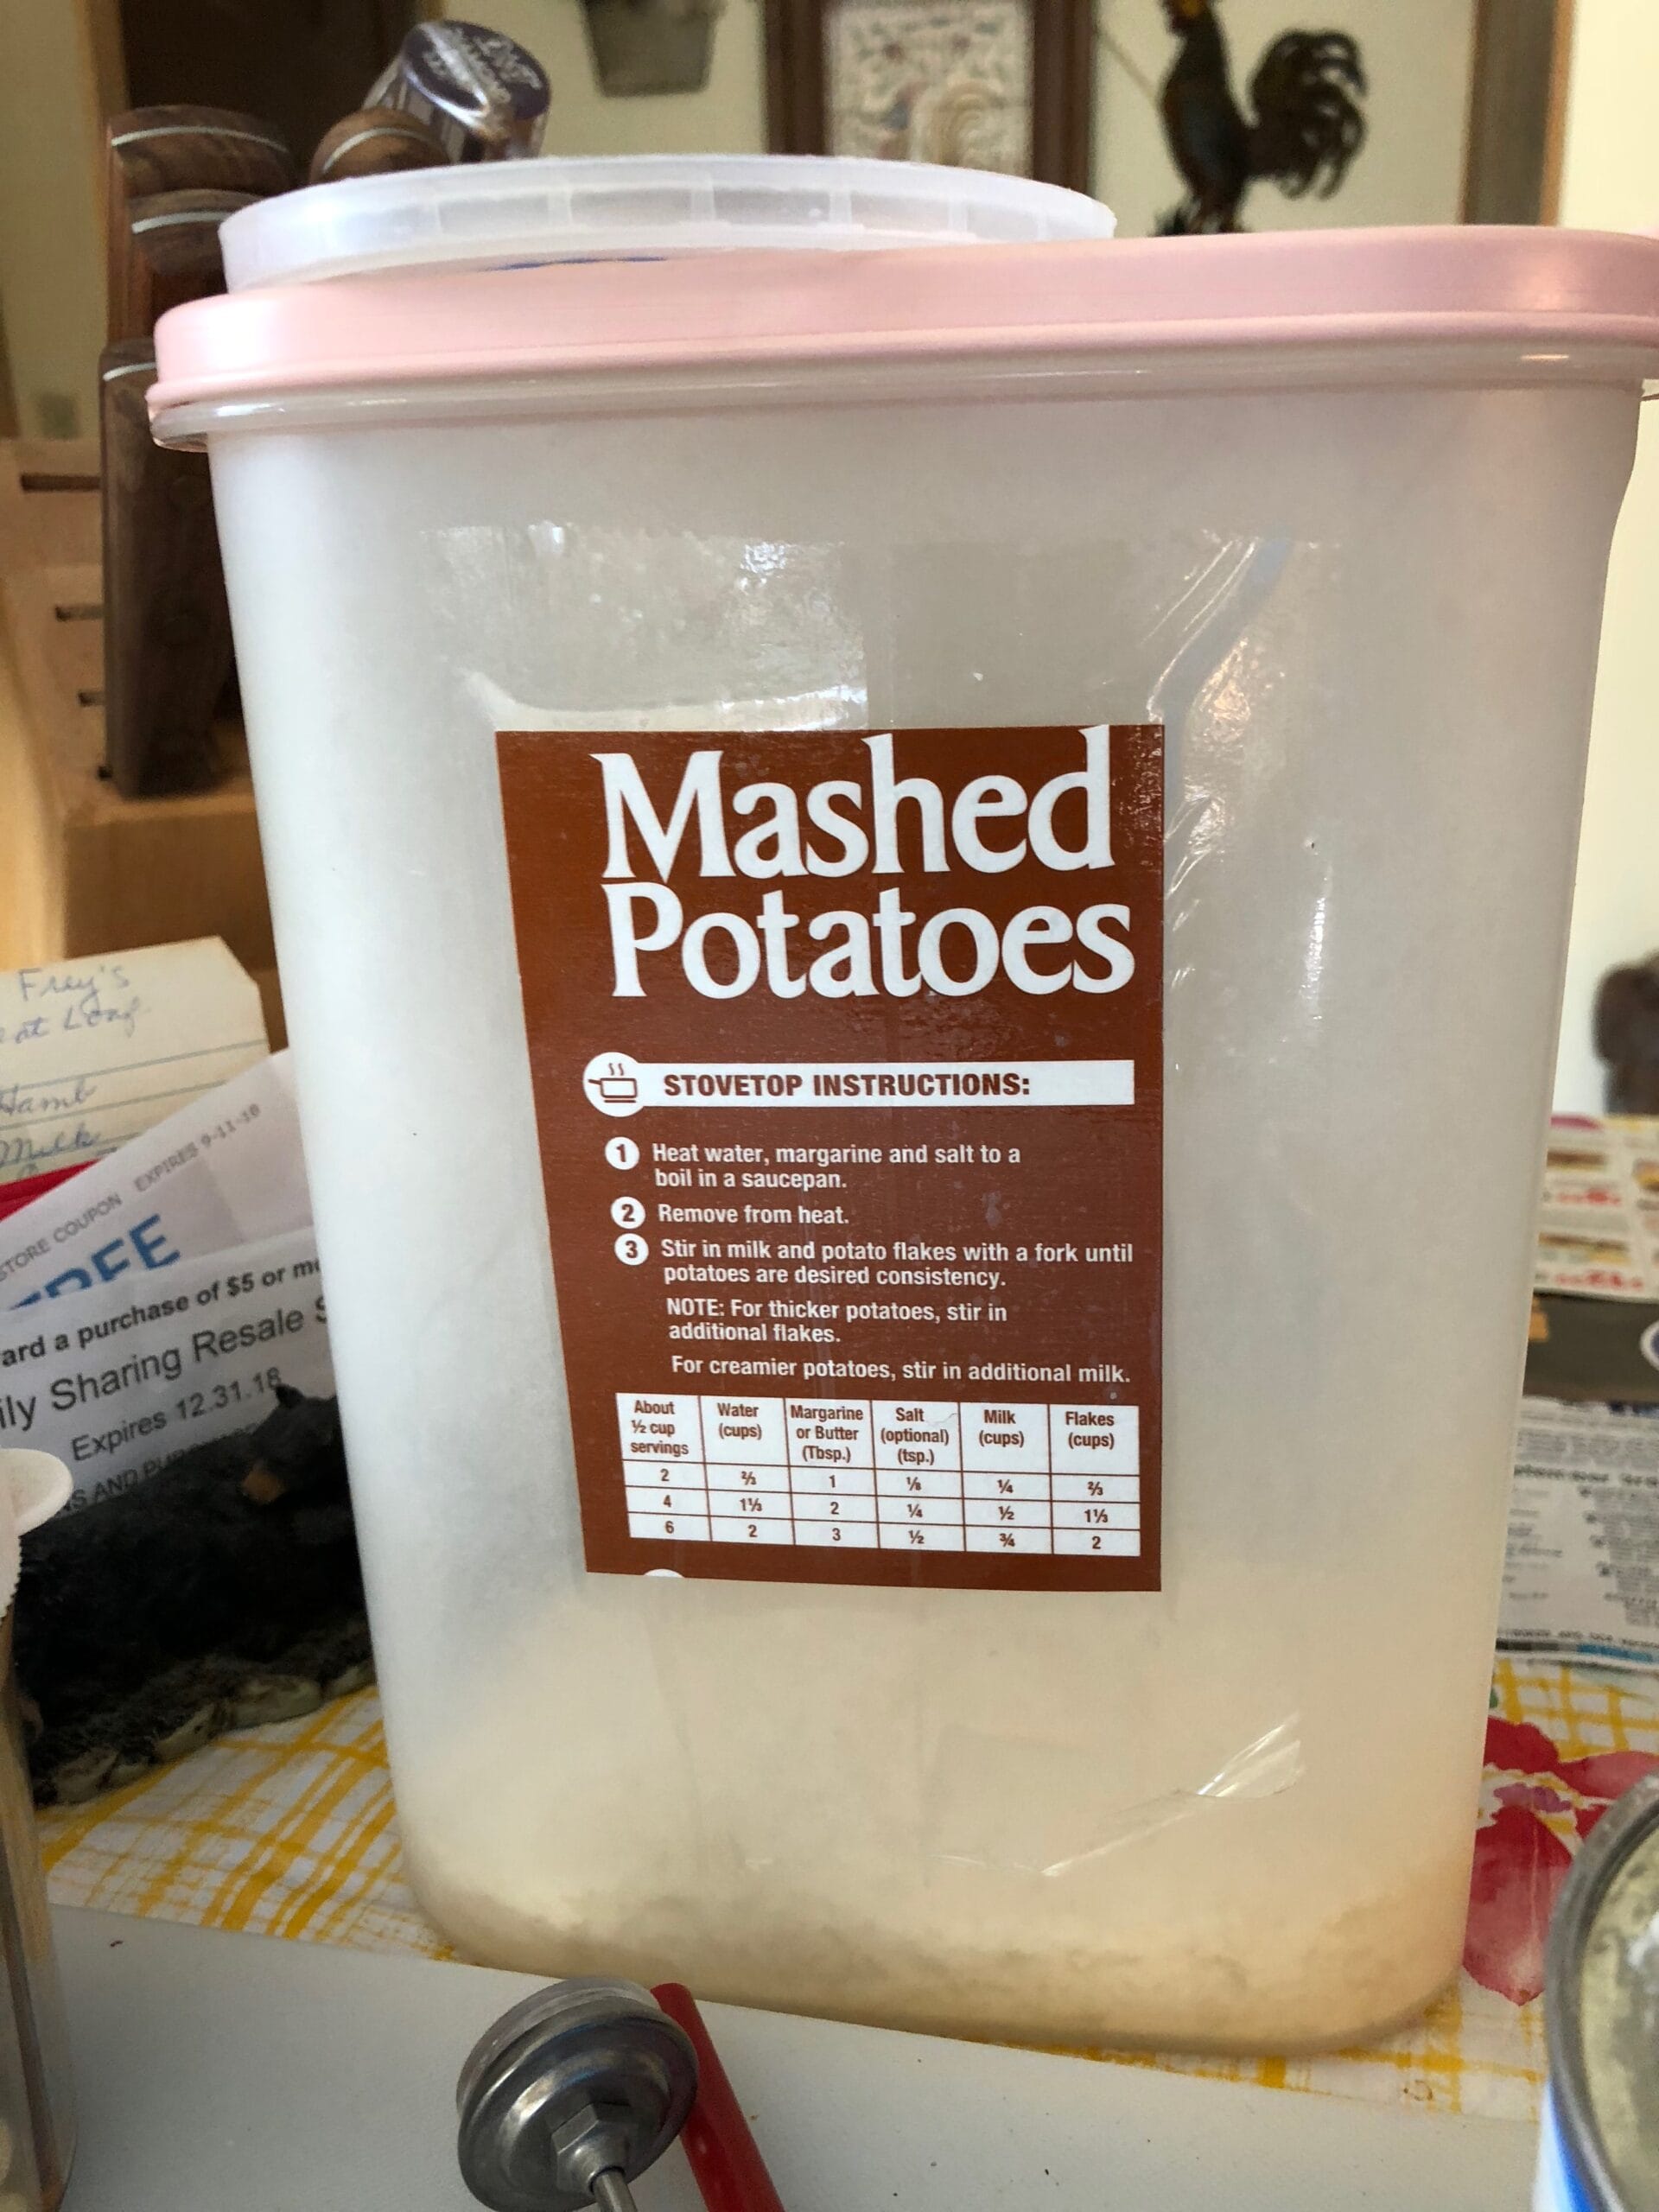 Mashed
Potatoes
STOVETOP INSTRUCTIONS:
1 Heat water, margarine and salt to a
boil in a saucepan.
2 Remove from heat.
3 Stir in milk and potato flakes with a fork until
potatoes are desired consistency.
NOTE: For thicker potatoes, stir in
additional flakes.
For creamier potatoes, stir in additional milk.
About ½ cup servings Water (cups) Margarine or Butter (Tbsp.) Salt (optional) (tsp.) Milk (cups) Flakes (cups)
2 ⅔ 1 ⅛ ¼ ⅔
4 1⅓ 2 ¼ ½ 1⅓
6 2 3 ½ ¾ 2
Frey's
Loaf
Hamb
Milk
STORE COUPON EXPIRES 9-11-18
FREE
ard a purchase of $5 or
ily Sharing Resale
Expires 12.31.18
AND